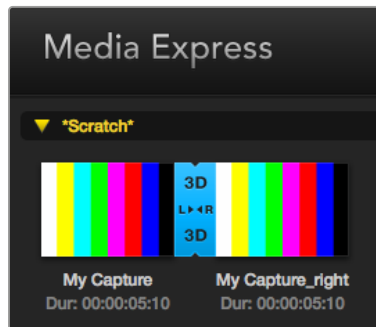 Media Express
▼ *Scratch*
3D
L▶◀R
3D
My Capture My Capture_right
Dur: 00:00:05:10 Dur: 00:00:05:10